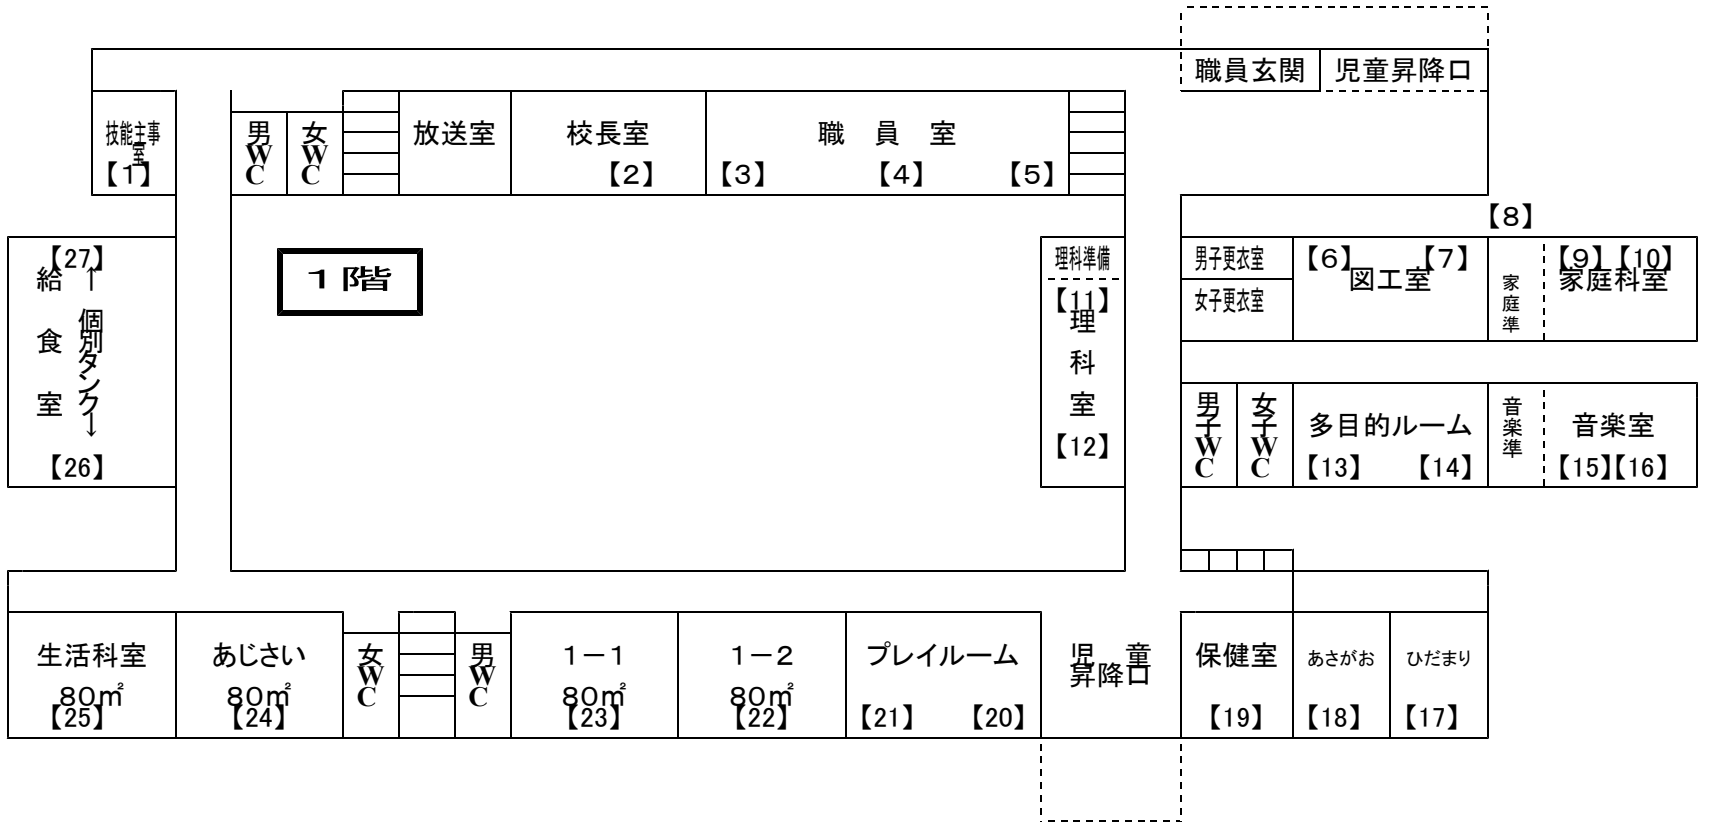 職員玄関 児童昇降口
技能主事室
【1】
男WC
女WC
放送室
校長室
【2】
職 員 室
【3】 【4】 【5】
【8】
【27】
給食室
↑個別タンク↓
【26】
1階
理科準備
【11】
理科室
【12】
男子更衣室
女子更衣室
【6】 【7】
図工室
家庭準
【9】【10】
家庭科室
男子WC
女子WC
多目的ルーム
【13】 【14】
音楽準
音楽室
【15】【16】
生活科室
80㎡
【25】
あじさい
80㎡
【24】
女WC
男WC
1－1
80㎡
【23】
1－2
80㎡
【22】
プレイルーム
【21】 【20】
児 童
昇降口
保健室
【19】
あさがお
【18】
ひだまり
【17】